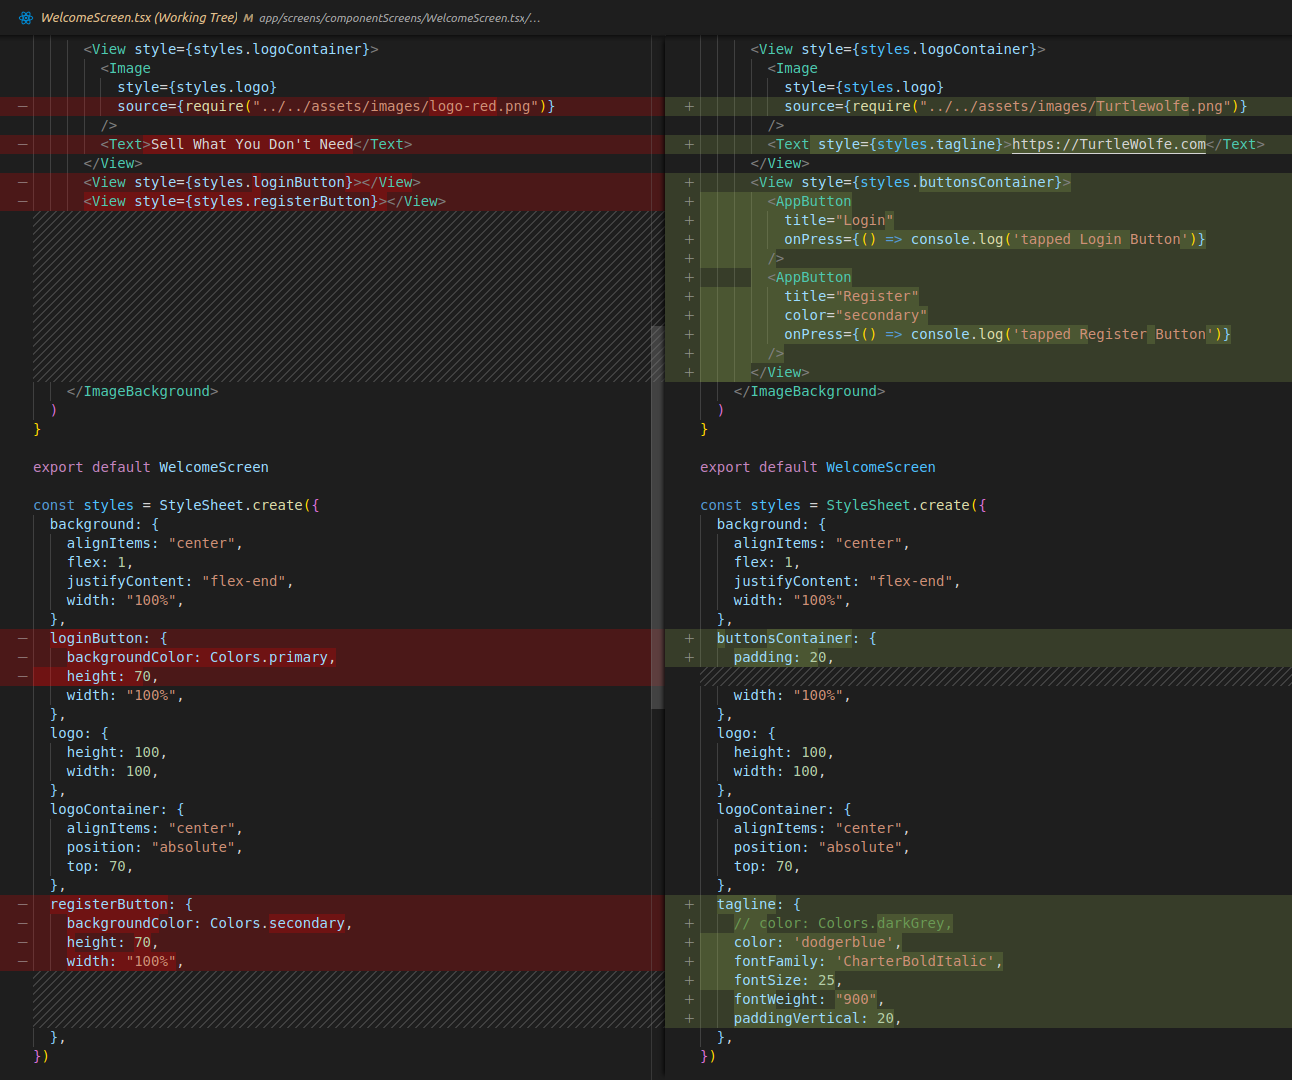 WelcomeScreen.tsx (Working Tree) M app/screens/componentScreens/WelcomeScreen.tsx/...
<View style={styles.logoContainer}>
<Image
style={styles.logo}
— source={require("../../assets/images/logo-red.png")}
/>
— <Text>Sell What You Don't Need</Text>
</View>
— <View style={styles.loginButton}></View>
— <View style={styles.registerButton}></View>
</ImageBackground>
)
}
export default WelcomeScreen
const styles = StyleSheet.create({
background: {
alignItems: "center",
flex: 1,
justifyContent: "flex-end",
width: "100%",
},
— loginButton: {
— backgroundColor: Colors.primary,
— height: 70,
width: "100%",
},
logo: {
height: 100,
width: 100,
},
logoContainer: {
alignItems: "center",
position: "absolute",
top: 70,
},
— registerButton: {
— backgroundColor: Colors.secondary,
— height: 70,
— width: "100%",
},
})
<View style={styles.logoContainer}>
<Image
style={styles.logo}
+ source={require("../../assets/images/Turtlewolfe.png")}
/>
+ <Text style={styles.tagline}>https://TurtleWolfe.com</Text>
</View>
+ <View style={styles.buttonsContainer}>
+ <AppButton
+ title="Login"
+ onPress={() => console.log('tapped Login Button')}
+ />
+ <AppButton
+ title="Register"
+ color="secondary"
+ onPress={() => console.log('tapped Register Button')}
+ />
+ </View>
</ImageBackground>
)
}
export default WelcomeScreen
const styles = StyleSheet.create({
background: {
alignItems: "center",
flex: 1,
justifyContent: "flex-end",
width: "100%",
},
+ buttonsContainer: {
+ padding: 20,
width: "100%",
},
logo: {
height: 100,
width: 100,
},
logoContainer: {
alignItems: "center",
position: "absolute",
top: 70,
},
+ tagline: {
+ // color: Colors.darkGrey,
+ color: 'dodgerblue',
+ fontFamily: 'CharterBoldItalic',
+ fontSize: 25,
+ fontWeight: "900",
+ paddingVertical: 20,
},
})